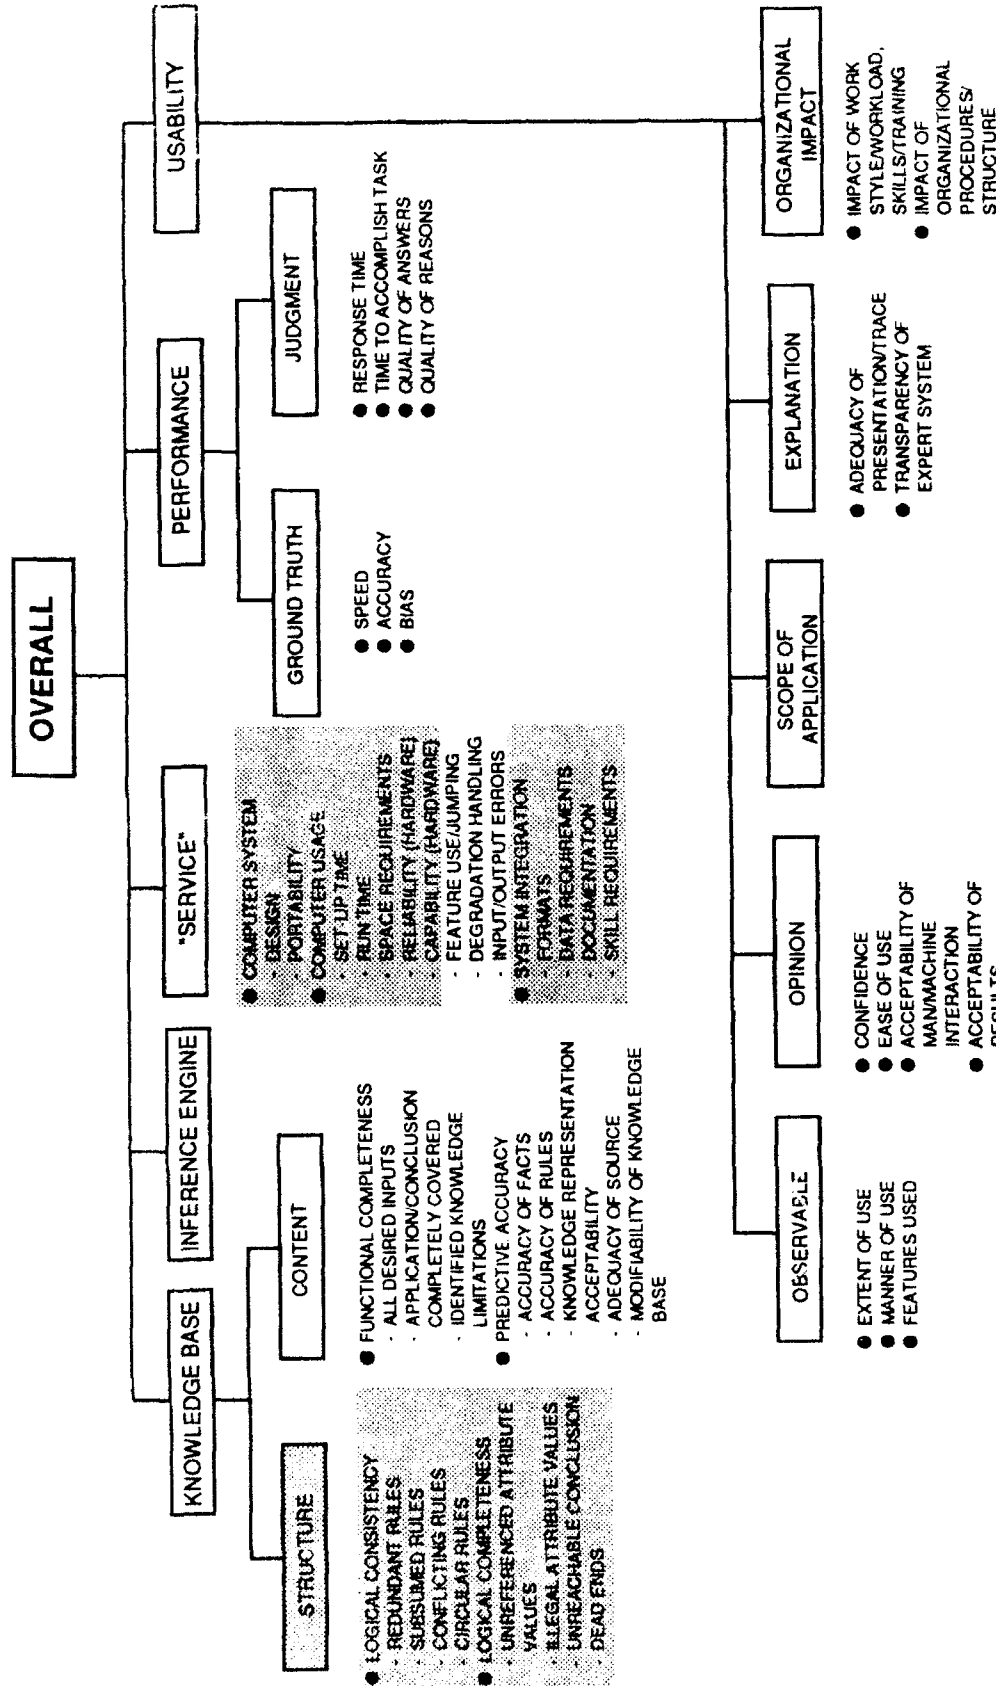 OVERALL
KNOWLEDGE BASE
INFERENCE ENGINE
"SERVICE"
PERFORMANCE
USABILITY
STRUCTURE
● LOGICAL CONSISTENCY
- REDUNDANT RULES
- SUBSUMED RULES
- CONFLICTING RULES
- CIRCULAR RULES
● LOGICAL COMPLETENESS
- UNREFERENCED ATTRIBUTE
VALUES
- ILLEGAL ATTRIBUTE VALUES
- UNREACHABLE CONCLUSION
- DEAD ENDS
CONTENT
● FUNCTIONAL COMPLETENESS
- ALL DESIRED INPUTS
- APPLICATION/CONCLUSION
COMPLETELY COVERED
- IDENTIFIED KNOWLEDGE
LIMITATIONS
● PREDICTIVE ACCURACY
- ACCURACY OF FACTS
- ACCURACY OF RULES
- KNOWLEDGE REPRESENTATION
ACCEPTABILITY
- ADEQUACY OF SOURCE
- MODIFIABILITY OF KNOWLEDGE
BASE
● COMPUTER SYSTEM
- DESIGN
- PORTABILITY
● COMPUTER USAGE
- SET UP TIME
- RUN TIME
- SPACE REQUIREMENTS
- RELIABILITY (HARDWARE)
- CAPABILITY (HARDWARE)
- FEATURE USE/JUMPING
- DEGRADATION HANDLING
- INPUT/OUTPUT ERRORS
● SYSTEM INTEGRATION
- FORMATS
- DATA REQUIREMENTS
- DOCUMENTATION
- SKILL REQUIREMENTS
GROUND TRUTH
● SPEED
● ACCURACY
● BIAS
JUDGMENT
● RESPONSE TIME
● TIME TO ACCOMPLISH TASK
● QUALITY OF ANSWERS
● QUALITY OF REASONS
OBSERVABLE
● EXTENT OF USE
● MANNER OF USE
● FEATURES USED
OPINION
● CONFIDENCE
● EASE OF USE
● ACCEPTABILITY OF
MAN/MACHINE
INTERACTION
● ACCEPTABILITY OF
RESULTS
SCOPE OF
APPLICATION
EXPLANATION
● ADEQUACY OF
PRESENTATION/TRACE
● TRANSPARENCY OF
EXPERT SYSTEM
ORGANIZATIONAL
IMPACT
● IMPACT OF WORK
STYLE/WORKLOAD,
SKILLS/TRAINING
● IMPACT OF
ORGANIZATIONAL
PROCEDURES/
STRUCTURE